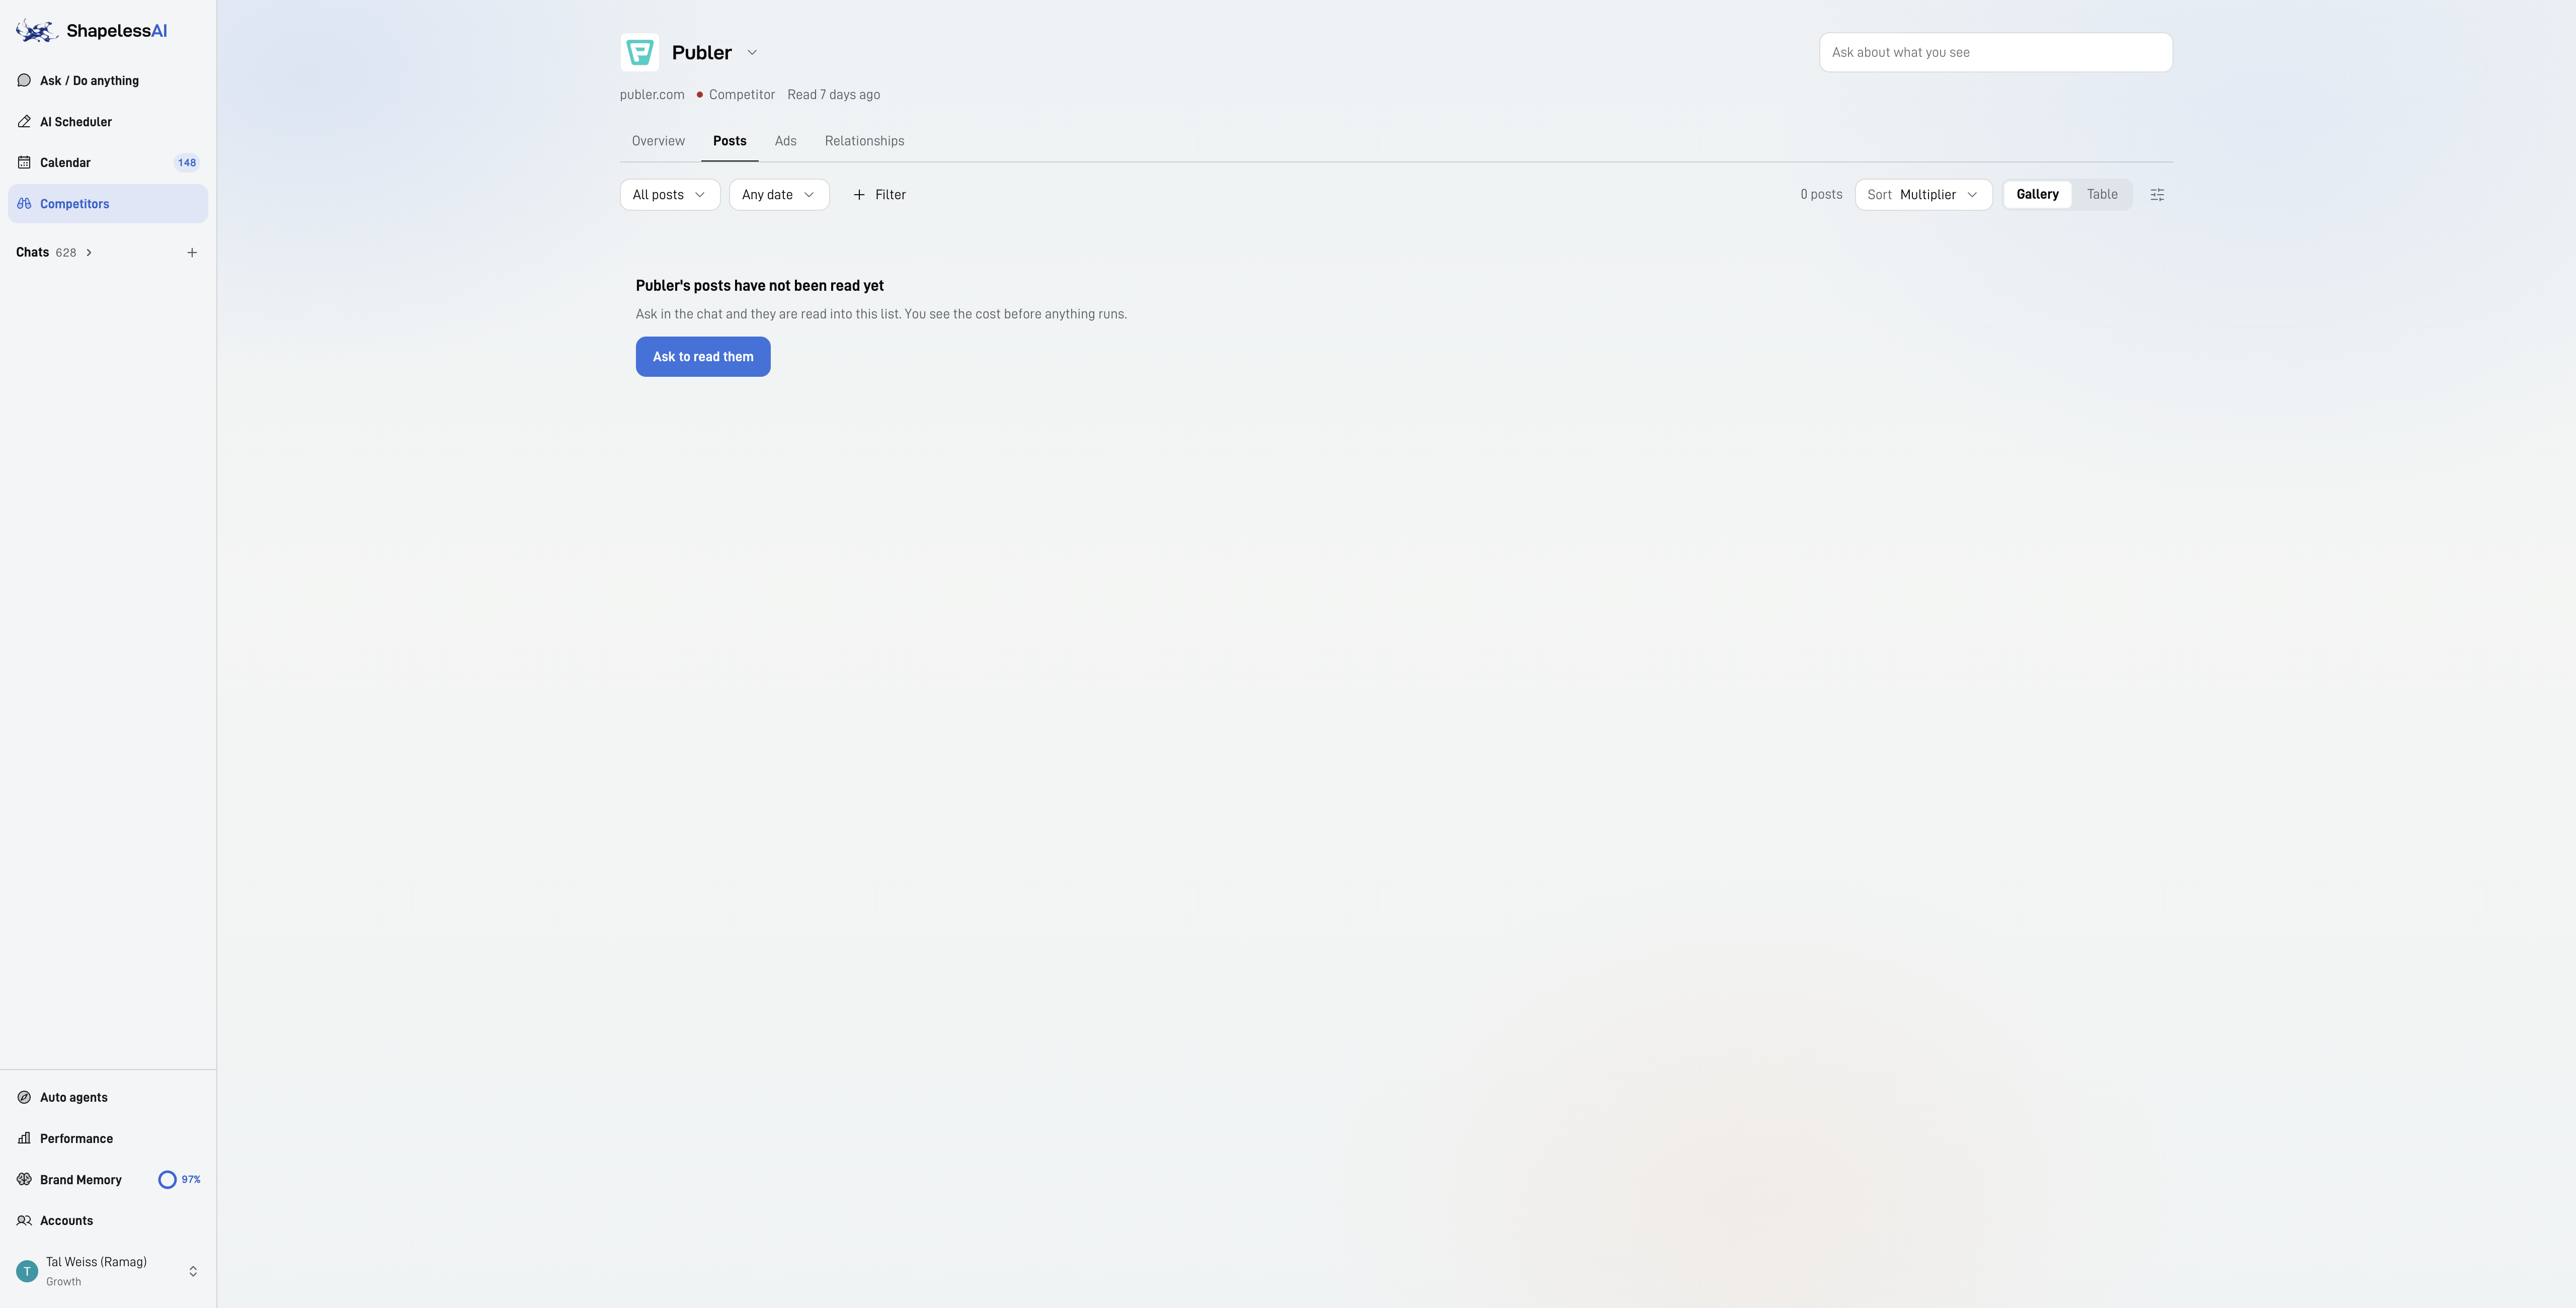 ShapelessAI
Ask / Do anything
AI Scheduler
Calendar 148
Competitors
Chats 628
Publer
Ask about what you see
publer.com Competitor Read 7 days ago
Overview Posts Ads Relationships
All posts Any date Filter 0 posts Sort Multiplier Gallery Table
Publer's posts have not been read yet
Ask in the chat and they are read into this list. You see the cost before anything runs.
Ask to read them
Auto agents
Performance
Brand Memory 97%
Accounts
T
Tal Weiss (Ramag)
Growth